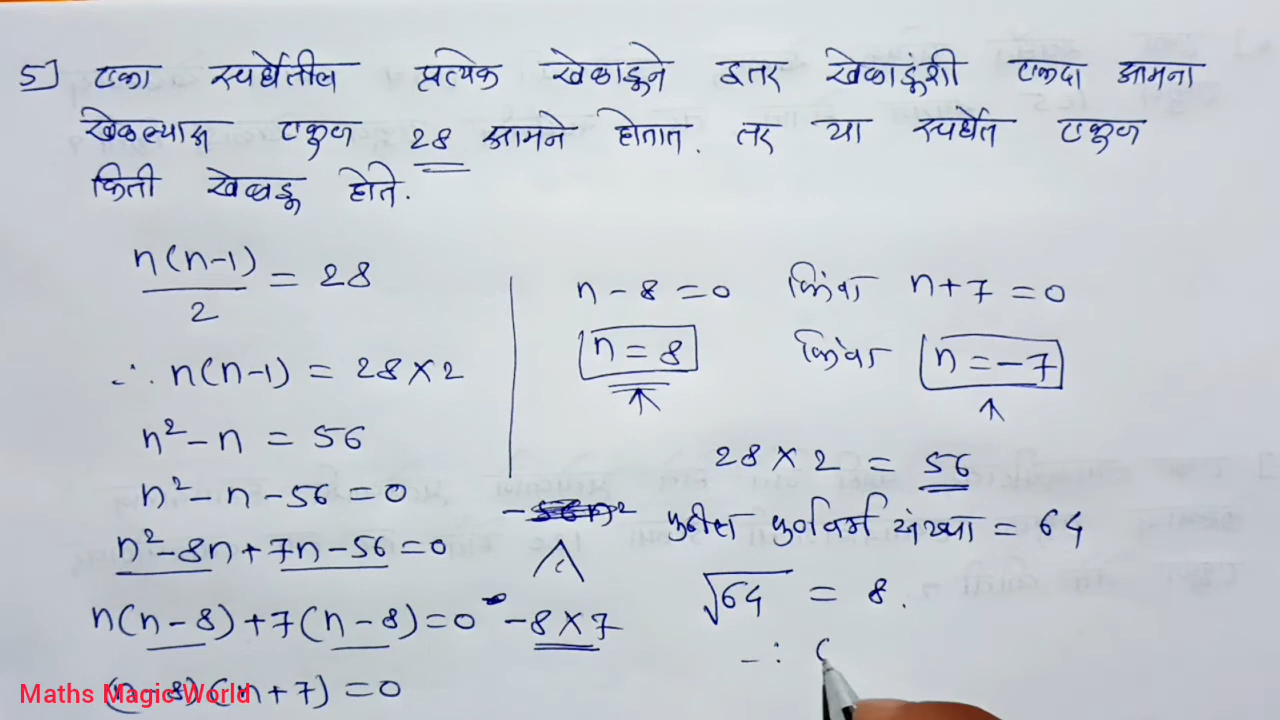 5] एका स्पर्धेतील प्रत्येक खेळाडूने इतर खेळाडूंशी एकदा सामना
खेळल्यास एकूण 28 सामने होतात. तर या स्पर्धेत एकूण
किती खेळाडू होते.
n(n-1)/2 = 28
∴ n(n-1) = 28 × 2
n² - n = 56
n² - n - 56 = 0
n² - 8n + 7n - 56 = 0
n(n-8) + 7(n-8) = 0
(n-8)(n+7) = 0
-8 × 7
n - 8 = 0 किंवा n + 7 = 0
n = 8 किंवा n = -7
28 × 2 = 56
पुढील पूर्णवर्ग संख्या = 64
√64 = 8.
∴
Maths Magic World